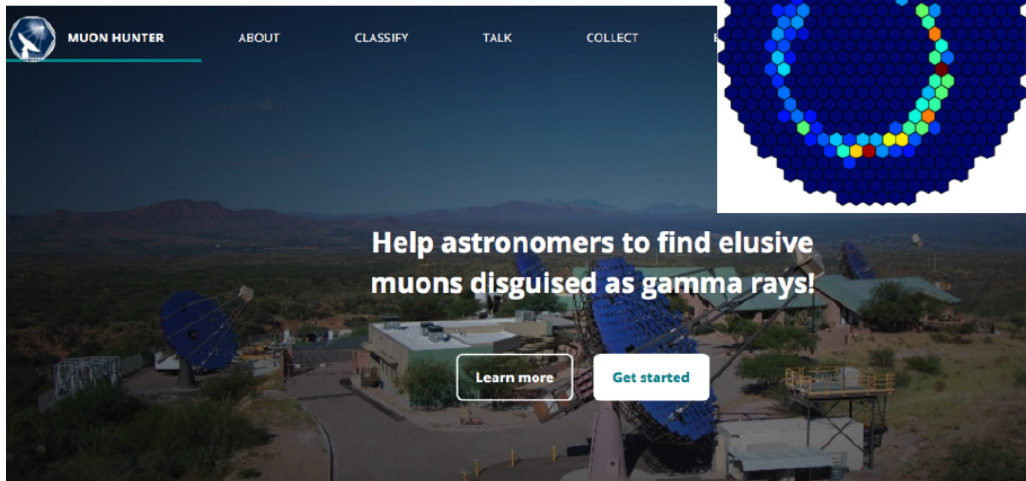 MUON HUNTER
ABOUT
CLASSIFY
TALK
COLLECT
Help astronomers to find elusive
muons disguised as gamma rays!
Learn more
Get started